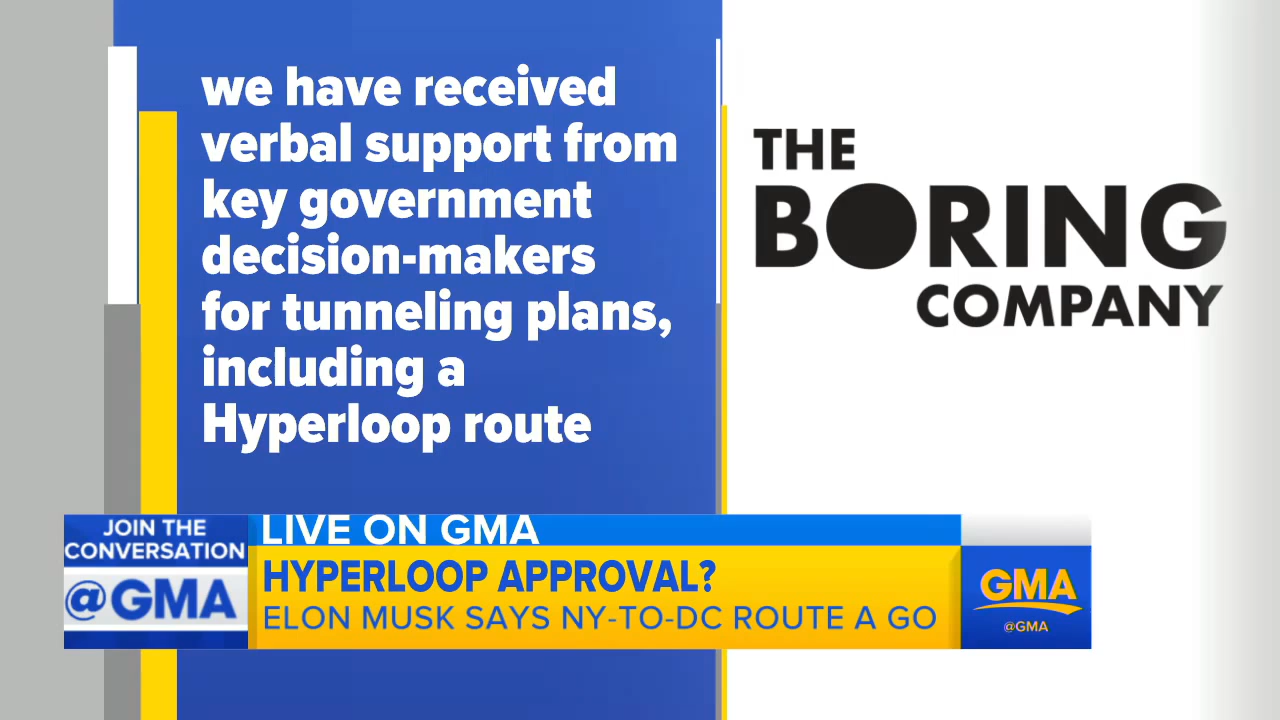 we have received
verbal support from
key government
decision-makers
for tunneling plans,
including a
Hyperloop route
THE
BORING
COMPANY
JOIN THE
CONVERSATION
@GMA
LIVE ON GMA
HYPERLOOP APPROVAL?
ELON MUSK SAYS NY-TO-DC ROUTE A GO
GMA
@GMA